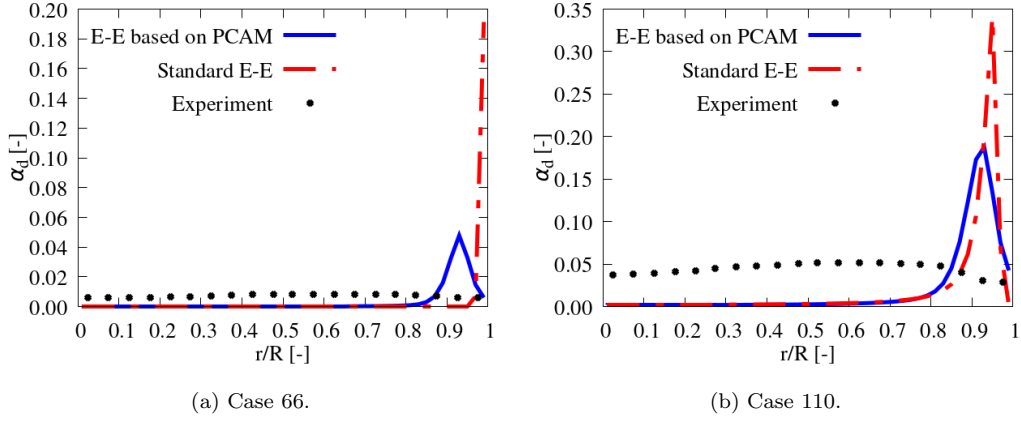 0.20
0.18
0.16
0.14
0.12
0.10
0.08
0.06
0.04
0.02
0.00
α_d [-]
E-E based on PCAM
Standard E-E
Experiment
0 0.1 0.2 0.3 0.4 0.5 0.6 0.7 0.8 0.9 1
r/R [-]
(a) Case 66.
0.35
0.30
0.25
0.20
0.15
0.10
0.05
0.00
α_d [-]
E-E based on PCAM
Standard E-E
Experiment
0 0.1 0.2 0.3 0.4 0.5 0.6 0.7 0.8 0.9 1
r/R [-]
(b) Case 110.